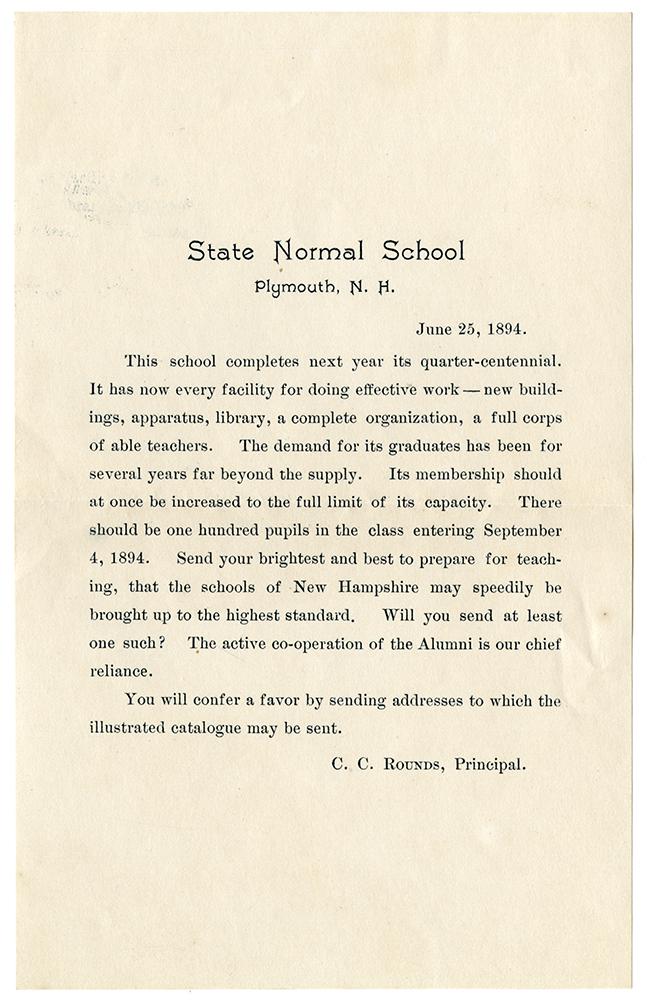 State Normal School
Plymouth, N. H.
June 25, 1894.
This school completes next year its quarter-centennial.
It has now every facility for doing effective work — new build-
ings, apparatus, library, a complete organization, a full corps
of able teachers. The demand for its graduates has been for
several years far beyond the supply. Its membership should
at once be increased to the full limit of its capacity. There
should be one hundred pupils in the class entering September
4, 1894. Send your brightest and best to prepare for teach-
ing, that the schools of New Hampshire may speedily be
brought up to the highest standard. Will you send at least
one such? The active co-operation of the Alumni is our chief
reliance.
You will confer a favor by sending addresses to which the
illustrated catalogue may be sent.
C. C. Rounds, Principal.